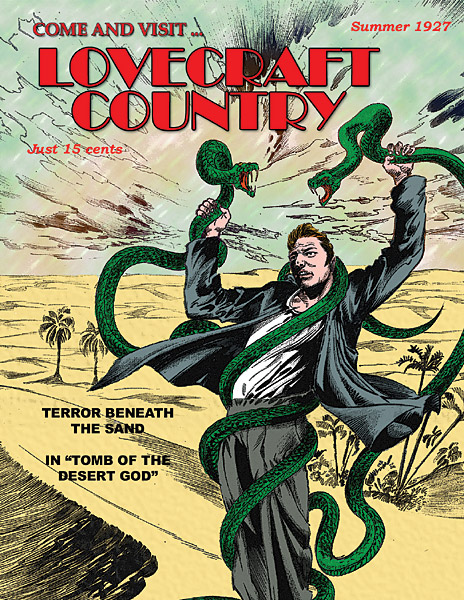 COME AND VISIT ...
Summer 1927
LOVECRAFT
COUNTRY
Just 15 cents
TERROR BENEATH
THE SAND
IN “TOMB OF THE
DESERT GOD”